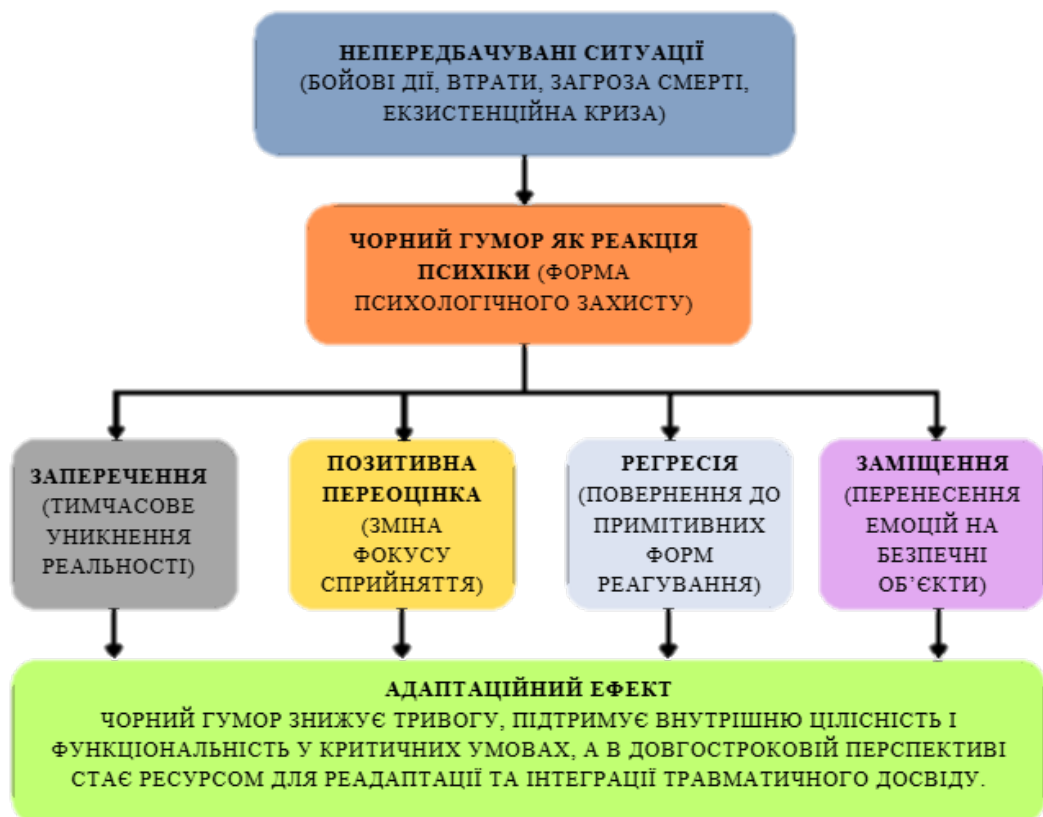 НЕПЕРЕДБАЧУВАНІ СИТУАЦІЇ
(БОЙОВІ ДІЇ, ВТРАТИ, ЗАГРОЗА СМЕРТІ,
ЕКЗИСТЕНЦІЙНА КРИЗА)
ЧОРНИЙ ГУМОР ЯК РЕАКЦІЯ
ПСИХІКИ (ФОРМА
ПСИХОЛОГІЧНОГО ЗАХИСТУ)
ЗАПЕРЕЧЕННЯ
(ТИМЧАСОВЕ
УНИКНЕННЯ
РЕАЛЬНОСТІ)
ПОЗИТИВНА
ПЕРЕОЦІНКА
(ЗМІНА
ФОКУСУ
СПРИЙНЯТТЯ)
РЕГРЕСІЯ
(ПОВЕРНЕННЯ ДО
ПРИМІТИВНИХ
ФОРМ
РЕАГУВАННЯ)
ЗАМІЩЕННЯ
(ПЕРЕНЕСЕННЯ
ЕМОЦІЙ НА
БЕЗПЕЧНІ
ОБ’ЄКТИ)
АДАПТАЦІЙНИЙ ЕФЕКТ
ЧОРНИЙ ГУМОР ЗНИЖУЄ ТРИВОГУ, ПІДТРИМУЄ ВНУТРІШНЮ ЦІЛІСНІСТЬ І
ФУНКЦІОНАЛЬНІСТЬ У КРИТИЧНИХ УМОВАХ, А В ДОВГОСТРОКОВІЙ ПЕРСПЕКТИВІ
СТАЄ РЕСУРСОМ ДЛЯ РЕАДАПТАЦІЇ ТА ІНТЕГРАЦІЇ ТРАВМАТИЧНОГО ДОСВІДУ.